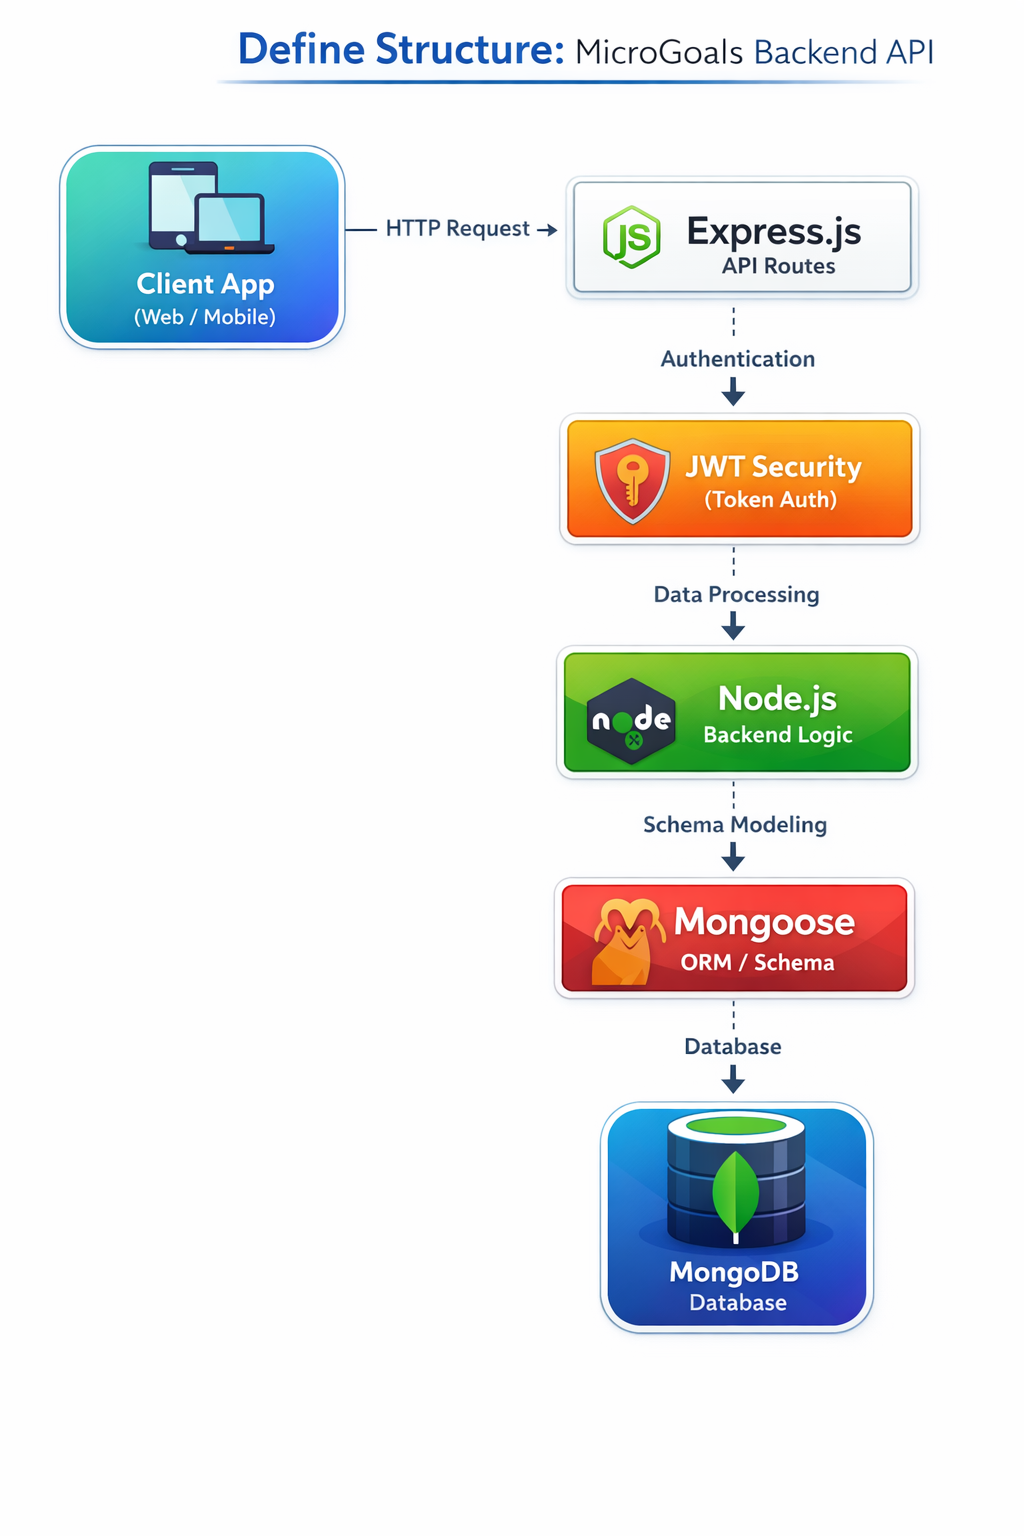 Define Structure: MicroGoals Backend API
Client App
(Web / Mobile)
HTTP Request
JS
Express.js
API Routes
Authentication
JWT Security
(Token Auth)
Data Processing
node
Node.js
Backend Logic
Schema Modeling
Mongoose
ORM / Schema
Database
MongoDB
Database